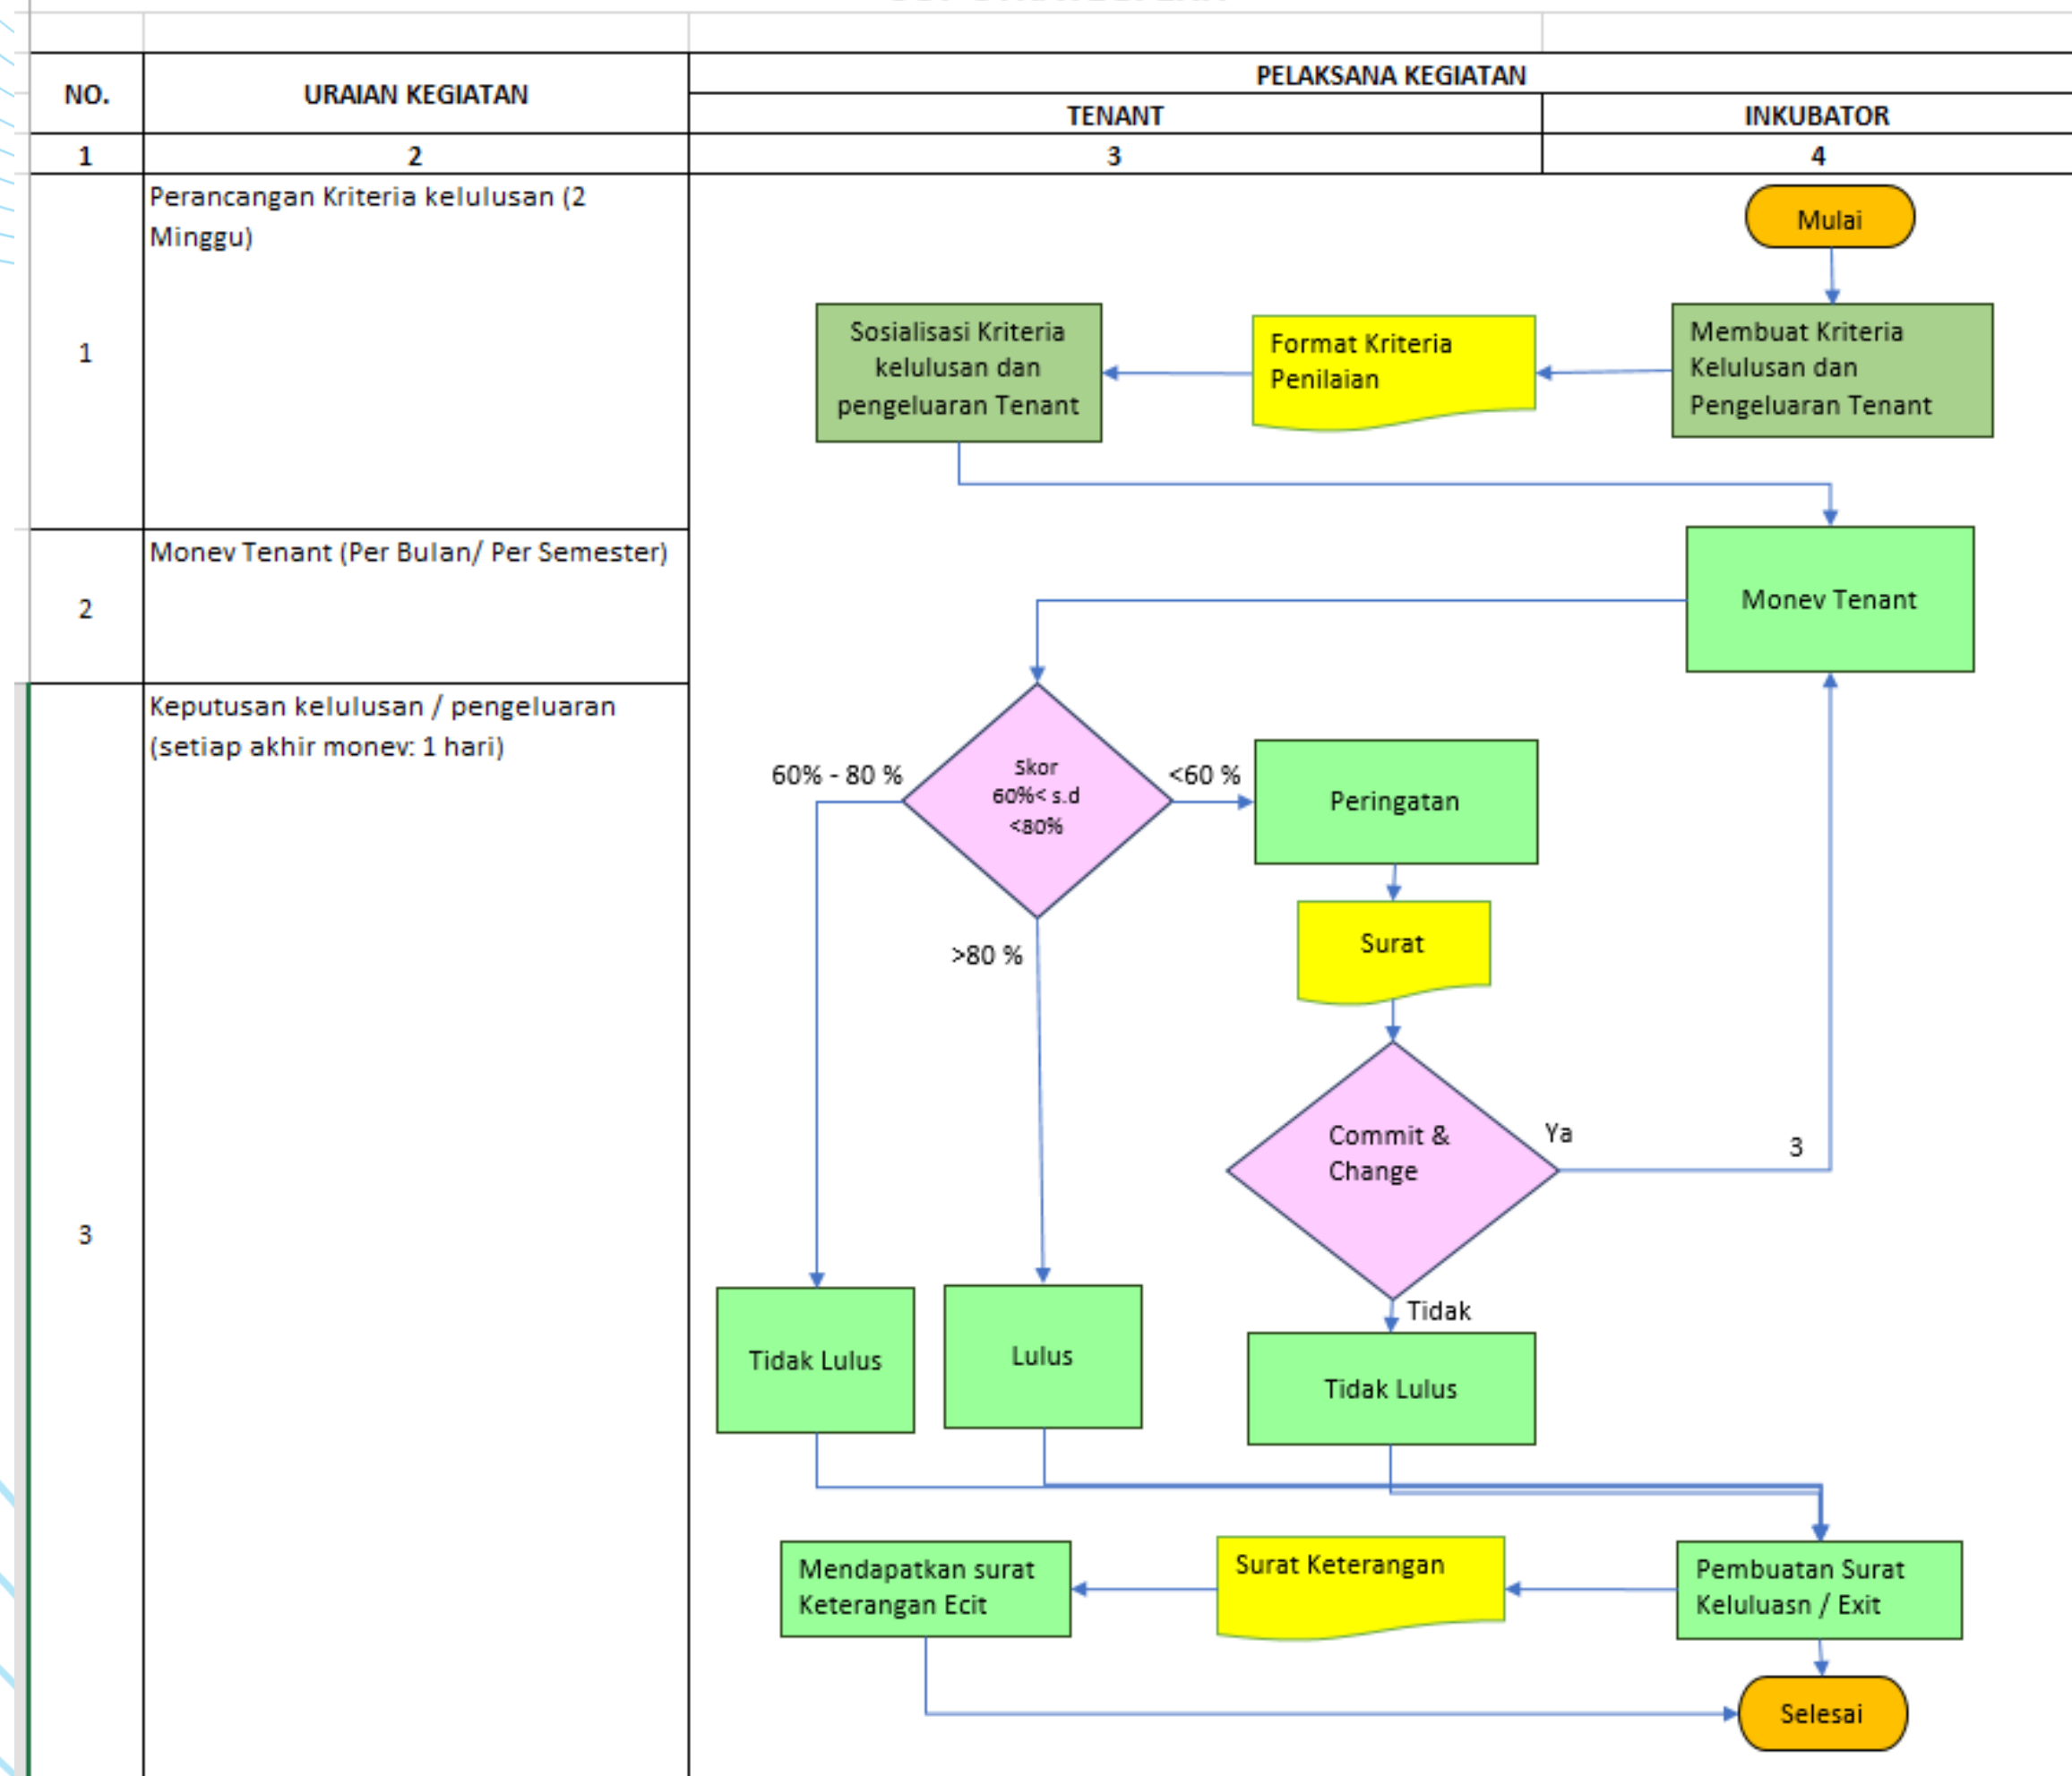 NO.
URAIAN KEGIATAN
PELAKSANA KEGIATAN
TENANT
INKUBATOR
1
2
3
4
1
Perancangan Kriteria kelulusan (2
Minggu)
Mulai
Sosialisasi Kriteria
kelulusan dan
pengeluaran Tenant
Format Kriteria
Penilaian
Membuat Kriteria
Kelulusan dan
Pengeluaran Tenant
2
Monev Tenant (Per Bulan/ Per Semester)
Monev Tenant
3
Keputusan kelulusan / pengeluaran
(setiap akhir monev: 1 hari)
60% - 80 %
Skor
60%< s.d
<80%
<60 %
Peringatan
>80 %
Surat
Commit &
Change
Ya
3
Tidak
Tidak Lulus
Lulus
Tidak Lulus
Mendapatkan surat
Keterangan Ecit
Surat Keterangan
Pembuatan Surat
Keluluasn / Exit
Selesai